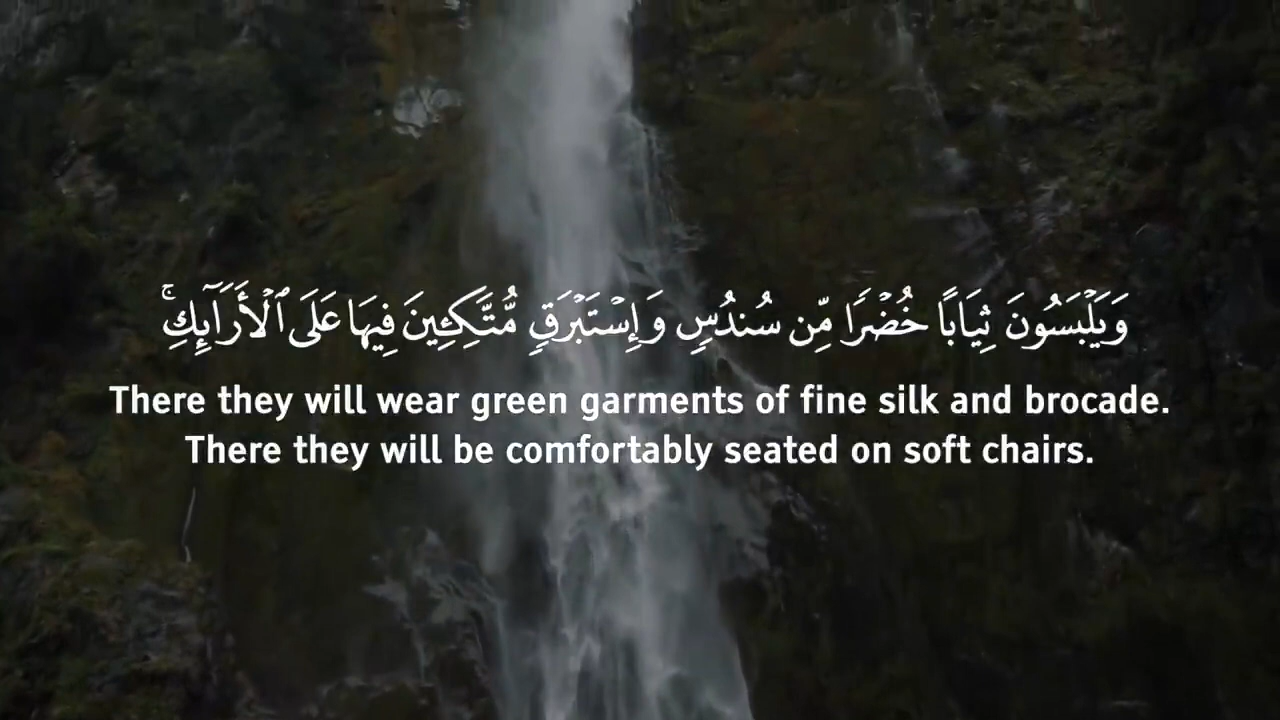 وَيَلْبَسُونَ ثِيَابًا خُضْرًا مِّن سُندُسٍ وَإِسْتَبْرَقٍ مُّتَّكِـِٔينَ فِيهَا عَلَى ٱلْأَرَآئِكِ ۚ
There they will wear green garments of fine silk and brocade.
There they will be comfortably seated on soft chairs.